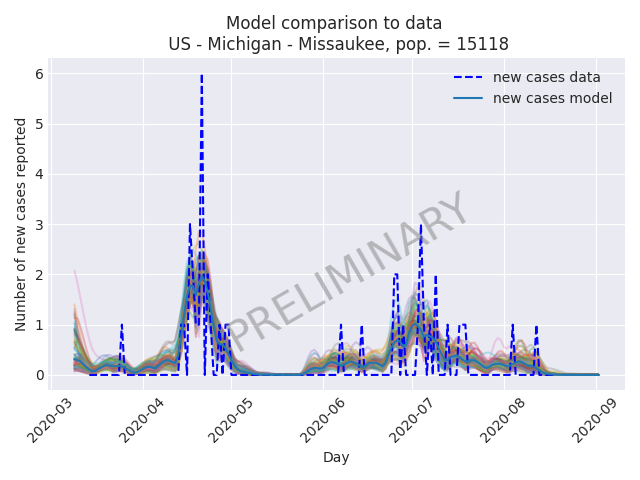 Model comparison to data
US - Michigan - Missaukee, pop. = 15118
Number of new cases reported
6
5
4
3
2
1
0
new cases data
new cases model
PRELIMINARY
2020-03
2020-04
2020-05
2020-06
2020-07
2020-08
2020-09
Day